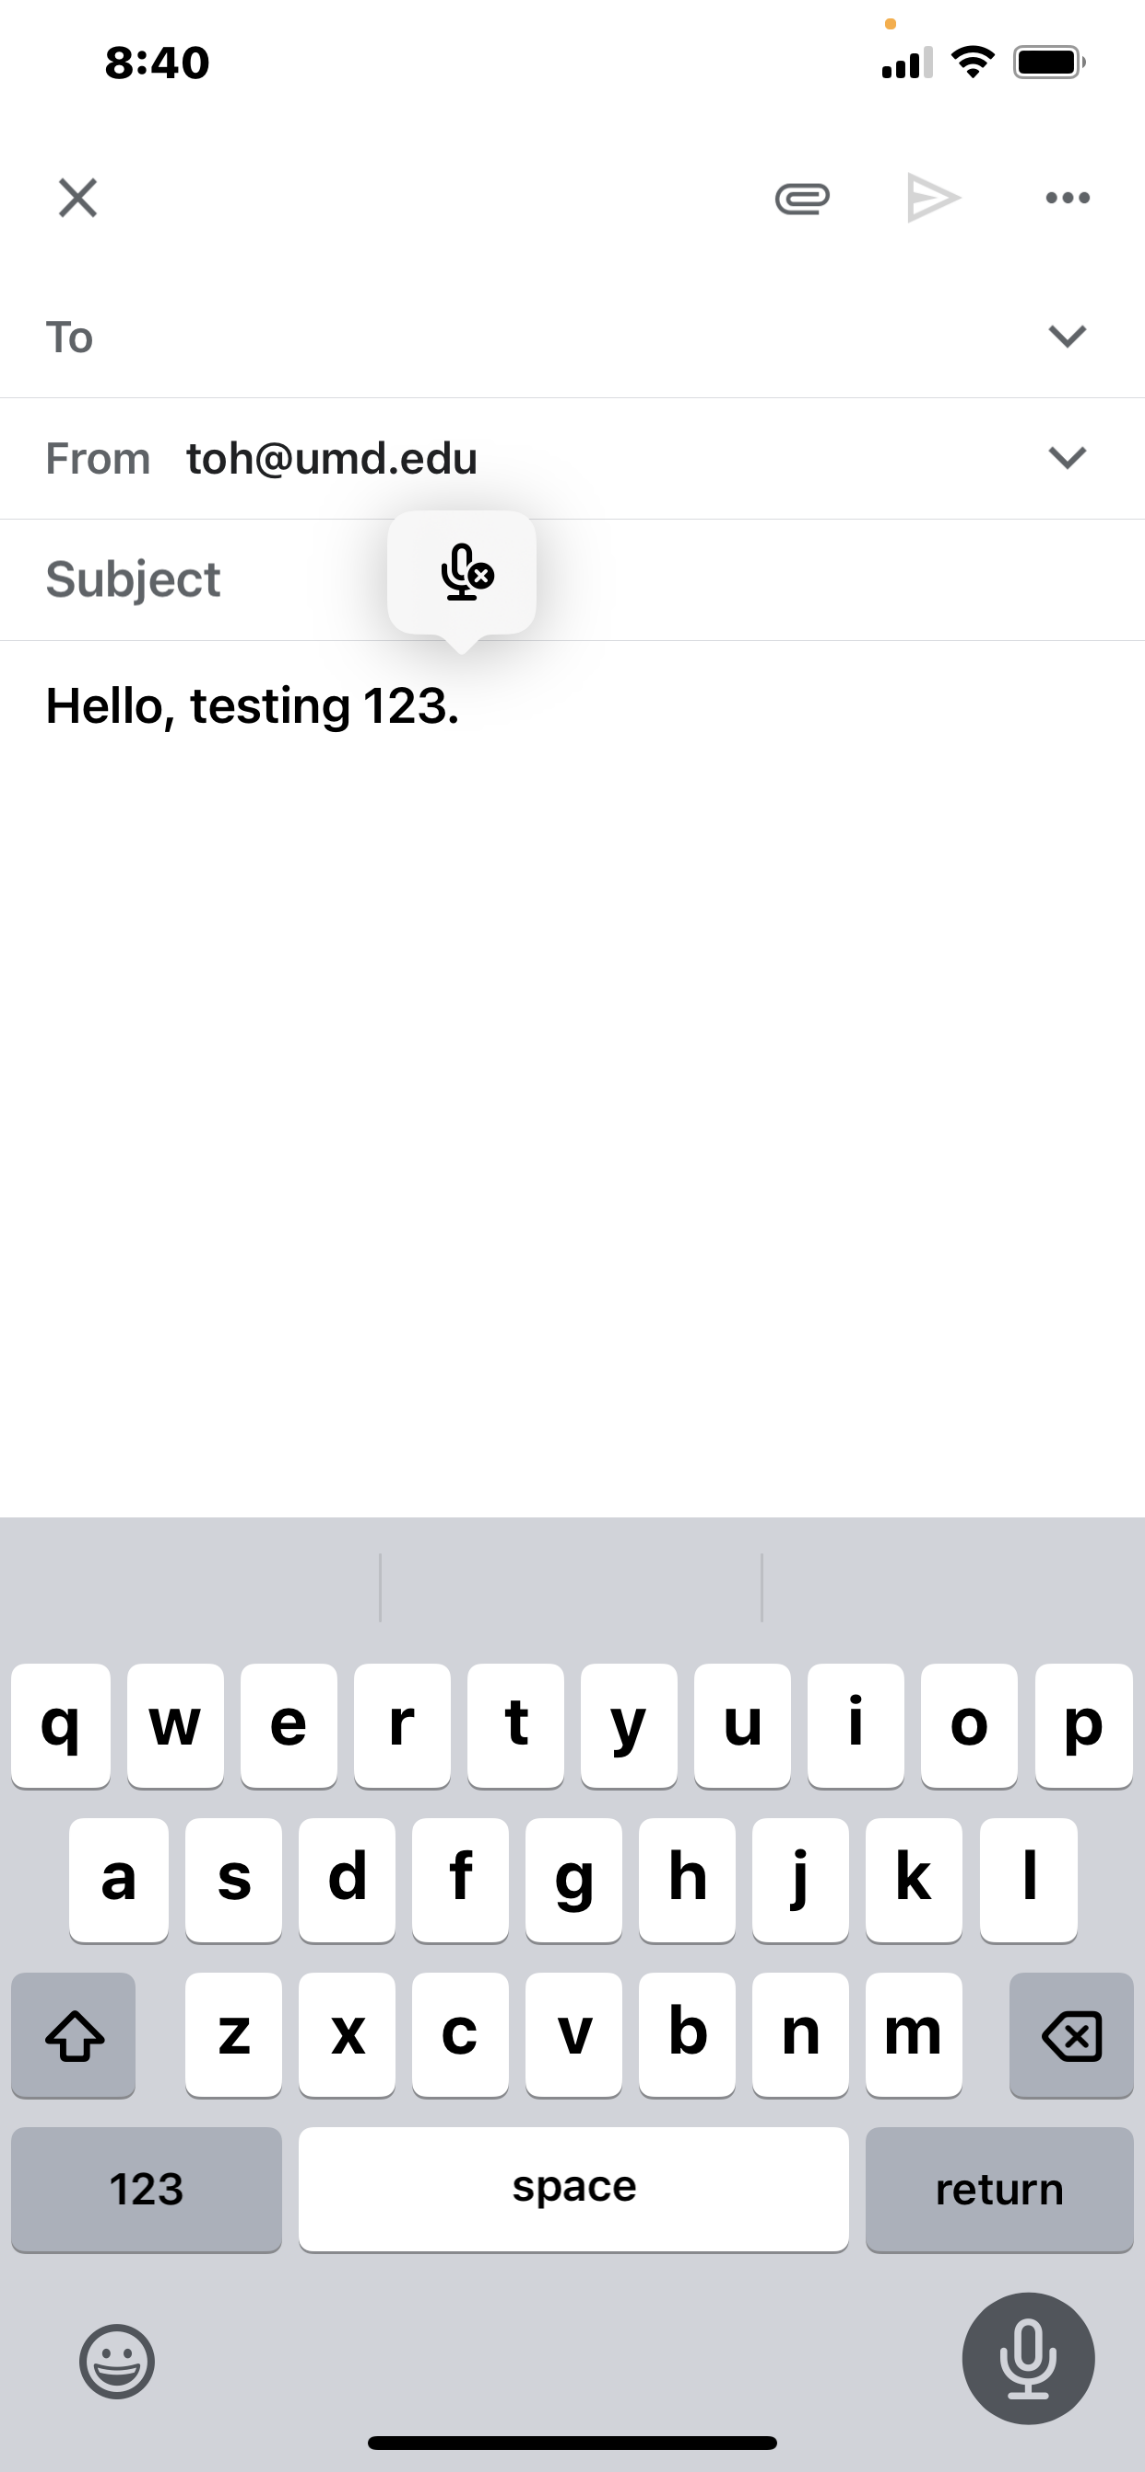 8:40
To
From toh@umd.edu
Subject
Hello, testing 123.
q w e r t y u i o p
a s d f g h j k l
z x c v b n m
123 space return